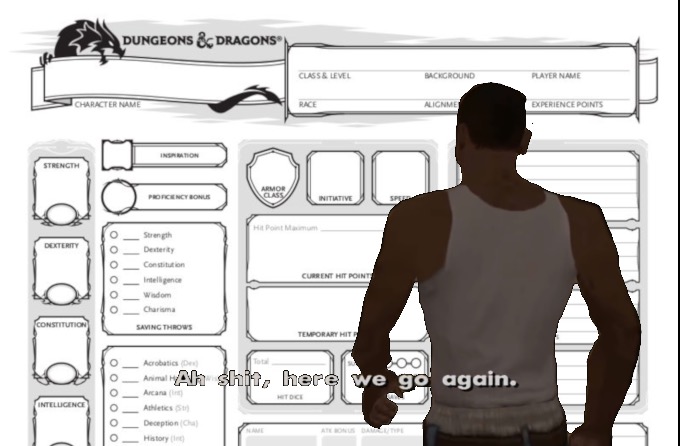 DUNGEONS & DRAGONS®
CLASS & LEVEL BACKGROUND PLAYER NAME
CHARACTER NAME
RACE EXPERIENCE POINTS
STRENGTH
DEXTERITY
CONSTITUTION
INTELLIGENCE
INSPIRATION
PROFICIENCY BONUS
Strength
Dexterity
Constitution
Intelligence
Wisdom
Charisma
SAVING THROWS
Acrobatics (Dex)
Animal
Arcana (Int)
Athletics (Str)
Deception (Cha)
History (Int)
ARMOR
CLASS
INITIATIVE
Hit Point Maximum
CURRENT HIT
TEMPORARY HIT
Total
HIT DICE
NAME ATK BONUS DAMAGE/TYPE
Ah shit, here we go again.